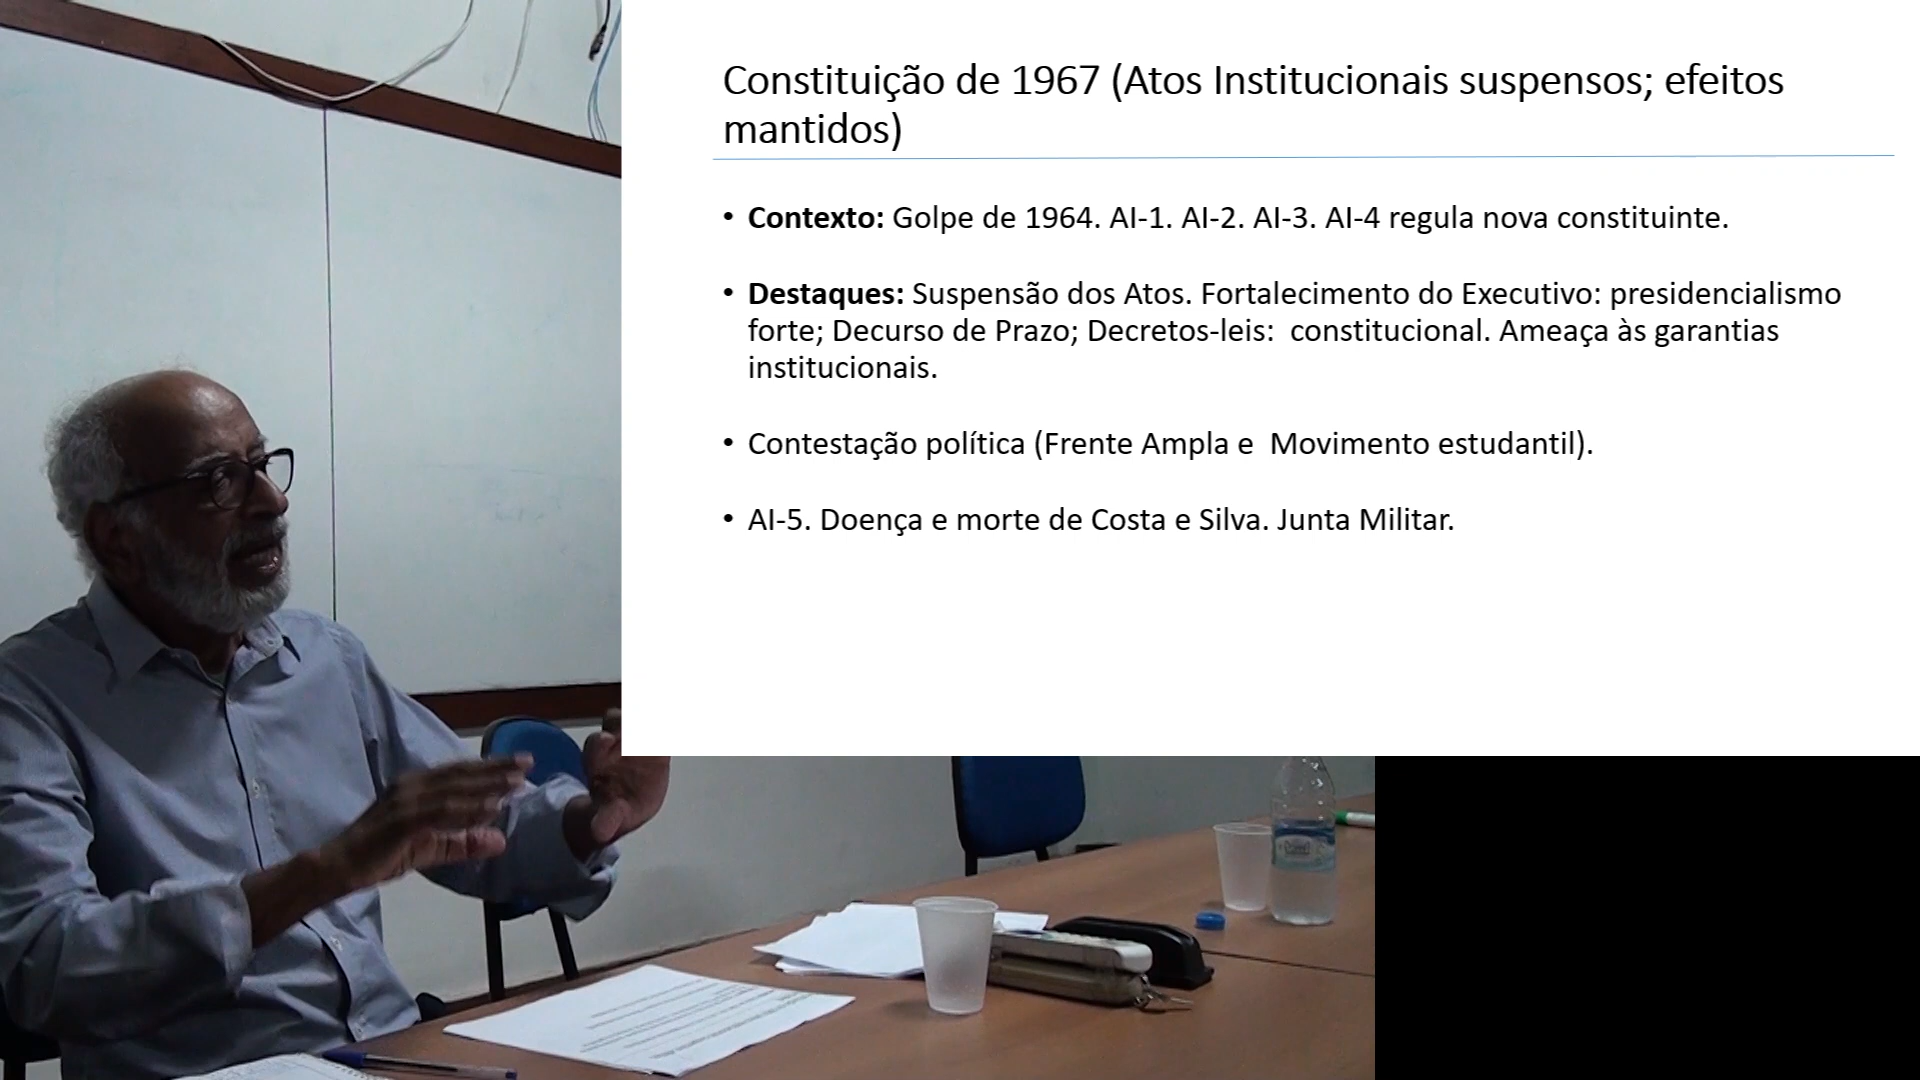 Constituição de 1967 (Atos Institucionais suspensos; efeitos
mantidos)
• Contexto: Golpe de 1964. AI-1. AI-2. AI-3. AI-4 regula nova constituinte.
• Destaques: Suspensão dos Atos. Fortalecimento do Executivo: presidencialismo
forte; Decurso de Prazo; Decretos-leis:  constitucional. Ameaça às garantias
institucionais.
• Contestação política (Frente Ampla e  Movimento estudantil).
• AI-5. Doença e morte de Costa e Silva. Junta Militar.